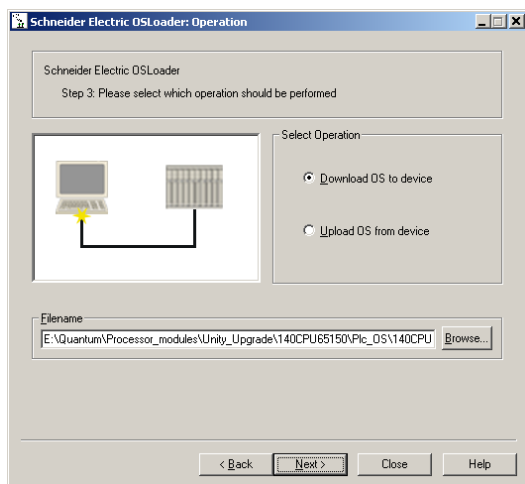 Schneider Electric OSLoader: Operation
Schneider Electric OSLoader
Step 3: Please select which operation should be performed
Select Operation
Download OS to device
Upload OS from device
Filename
E:\Quantum\Processor_modules\Unity_Upgrade\140CPU65150\Plc_OS\140CPU
Browse...
< Back
Next >
Close
Help